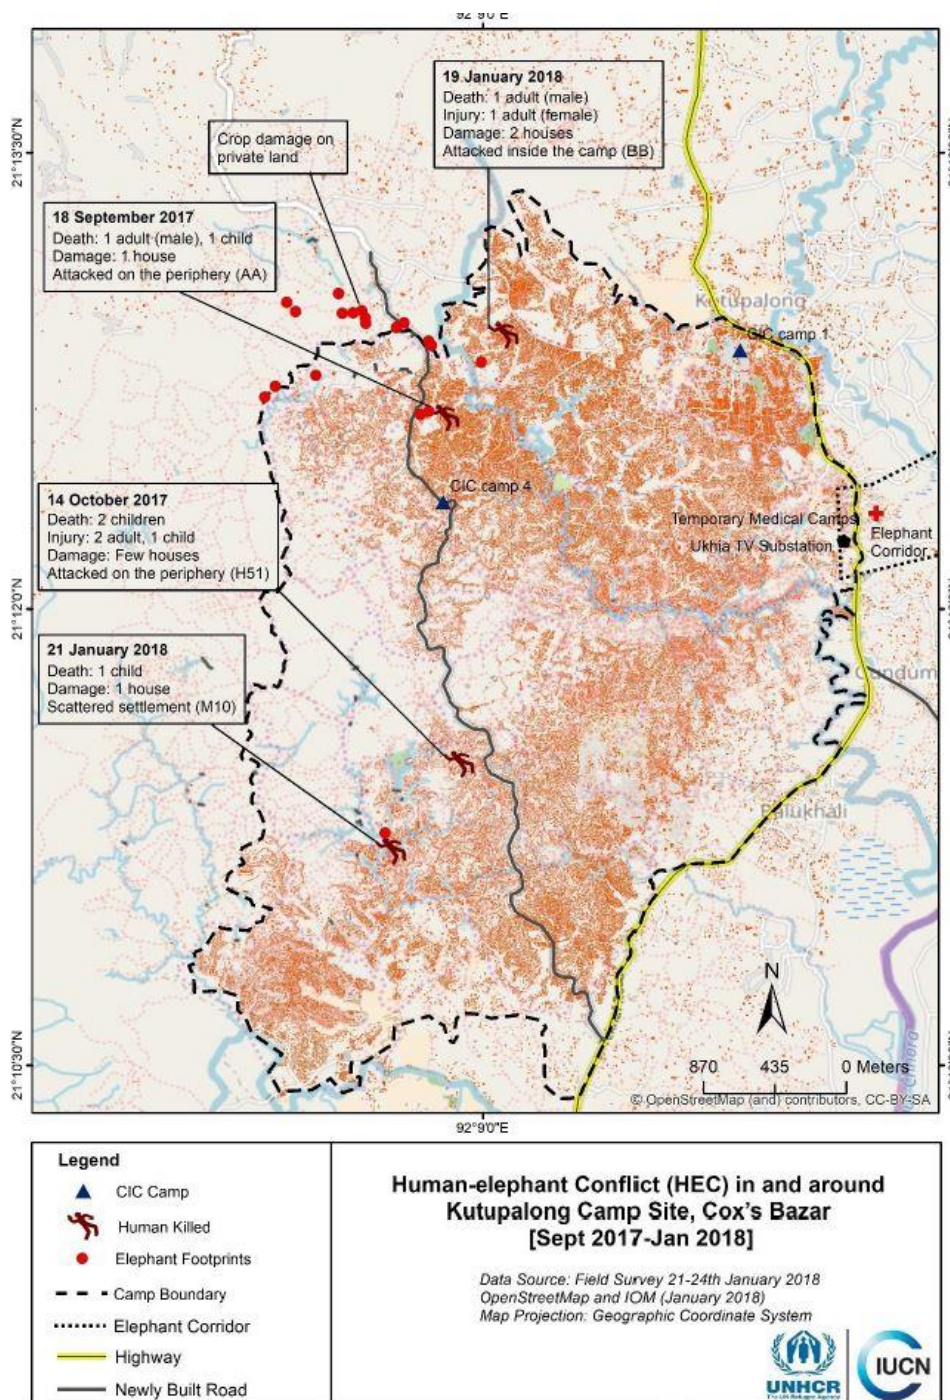 92°9'0"E
19 January 2018
Death: 1 adult (male)
Injury: 1 adult (female)
Damage: 2 houses
Attacked inside the camp (BB)
Crop damage on
private land
21°13'30"N
18 September 2017
Death: 1 adult (male), 1 child
Damage: 1 house
Attacked on the periphery (AA)
Kutupalong
CIC camp 1
CIC camp 4
14 October 2017
Death: 2 children
Injury: 2 adult, 1 child
Damage: Few houses
Attacked on the periphery (H51)
Temporary Medical Camps
Ukhia TV Substation
Elephant
Corridor
21°12'0"N
21 January 2018
Death: 1 child
Damage: 1 house
Scattered settlement (M10)
Gundum
Balukhali
N
21°10'30"N
870 435 0 Meters
© OpenStreetMap (and) contributors, CC-BY-SA
92°9'0"E
Legend
CIC Camp
Human Killed
Elephant Footprints
Camp Boundary
Elephant Corridor
Highway
Newly Built Road
Human-elephant Conflict (HEC) in and around
Kutupalong Camp Site, Cox's Bazar
[Sept 2017-Jan 2018]
Data Source: Field Survey 21-24th January 2018
OpenStreetMap and IOM (January 2018)
Map Projection: Geographic Coordinate System
UNHCR
The UN Refugee Agency
IUCN